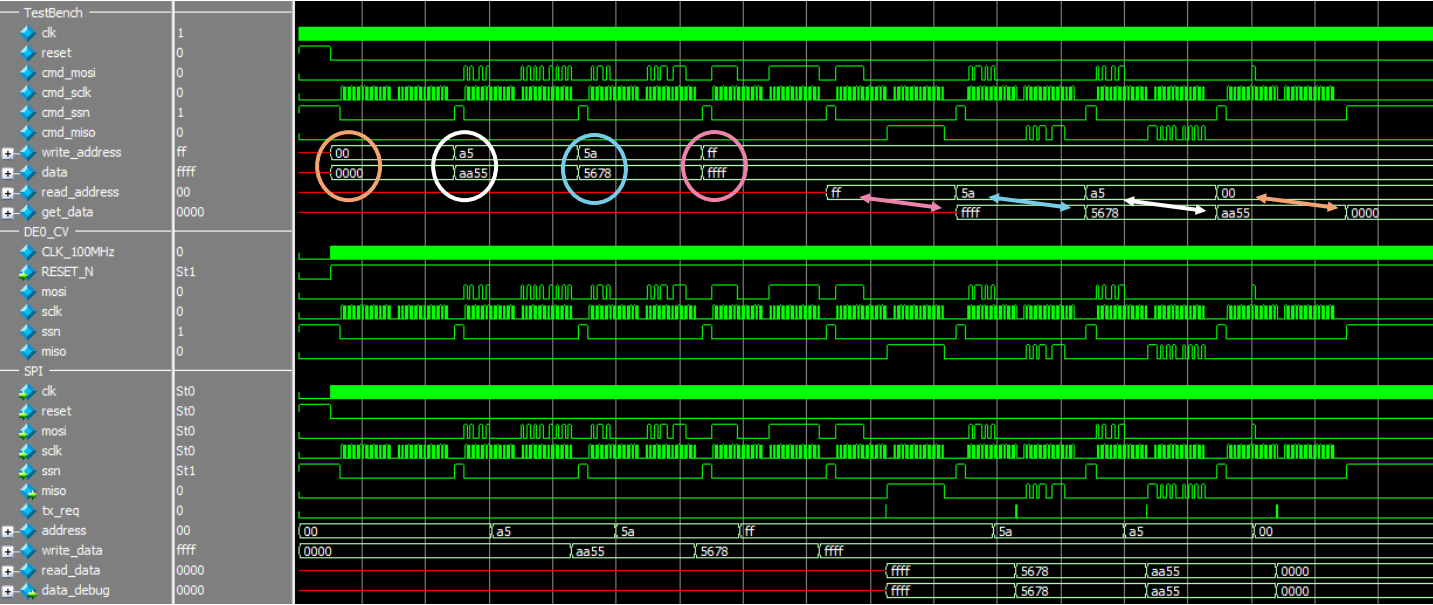 TestBench
clk 1
reset 0
cmd_mosi 0
cmd_sclk 0
cmd_ssn 1
cmd_miso 0
write_address ff 00 a5 5a ff
data ffff 0000 aa55 5678 ffff
read_address 00 ff 5a a5 00
get_data 0000 ffff 5678 aa55 0000
DE0_CV
CLK_100MHz 0
RESET_N St1
mosi 0
sclk 0
ssn 1
miso 0
SPI
clk St0
reset St0
mosi St0
sclk St0
ssn St1
miso 0
tx_req 0
address 00 00 a5 5a ff 5a a5 00
write_data ffff 0000 aa55 5678 ffff
read_data 0000 ffff 5678 aa55 0000
data_debug 0000 ffff 5678 aa55 0000